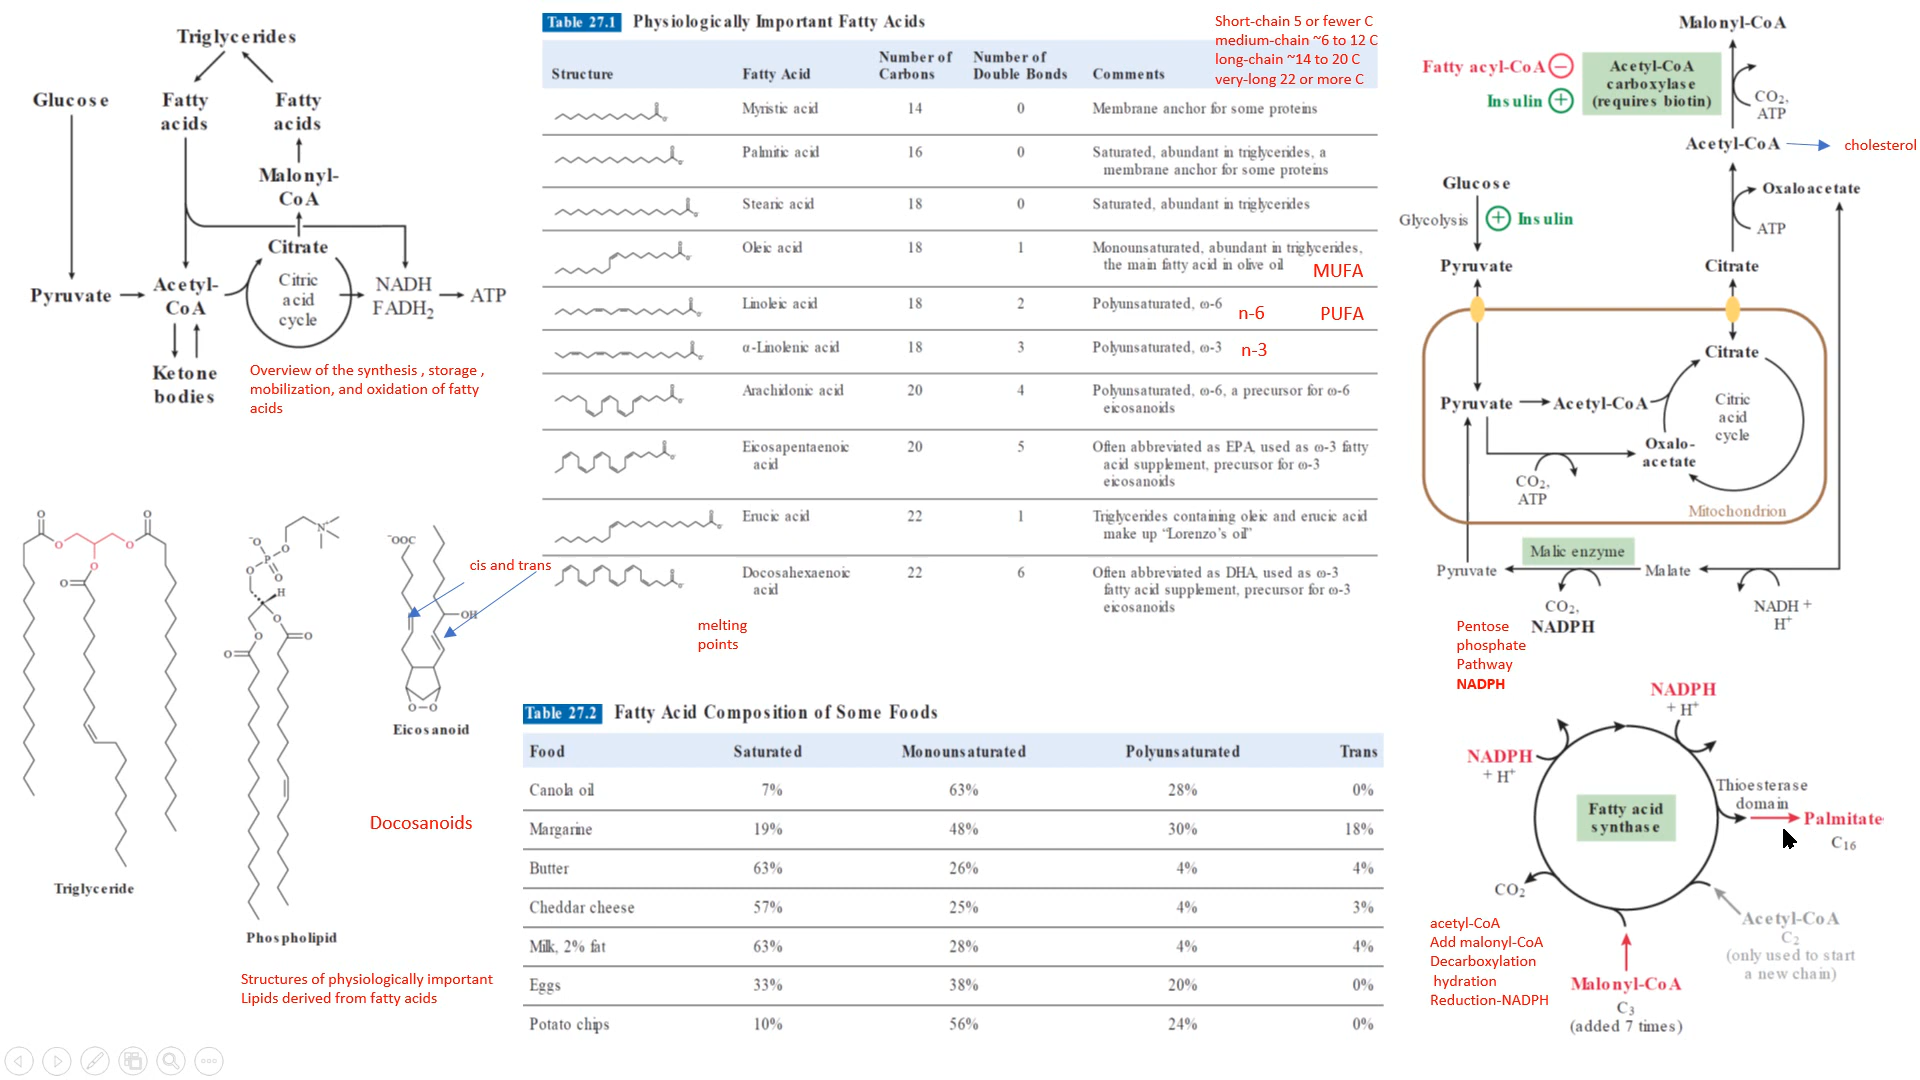 Triglycerides
Glucose
Fatty
acids
Fatty
acids
Malonyl-
CoA
Citrate
Citric
acid
cycle
Pyruvate
Acetyl-
CoA
NADH
FADH₂
ATP
Ketone
bodies
Overview of the synthesis , storage ,
mobilization, and oxidation of fatty
acids
O
O
O
O
O
O
Triglyceride
⁻O
O
P
O
O
N⁺
H
O
O
O
O
Phospholipid
⁻OOC
OH
O–O
Eicosanoid
cis and trans
Docosanoids
Structures of physiologically important
Lipids derived from fatty acids
Table 27.1 Physiologically Important Fatty Acids
Short-chain 5 or fewer C
medium-chain ~6 to 12 C
long-chain ~14 to 20 C
very-long 22 or more C
Structure Fatty Acid Number of Carbons Number of Double Bonds Comments
Myristic acid 14 0 Membrane anchor for some proteins
Palmitic acid 16 0 Saturated, abundant in triglycerides, a
membrane anchor for some proteins
Stearic acid 18 0 Saturated, abundant in triglycerides
Oleic acid 18 1 Monounsaturated, abundant in triglycerides,
the main fatty acid in olive oil MUFA
Linoleic acid 18 2 Polyunsaturated, ω-6 n-6 PUFA
α-Linolenic acid 18 3 Polyunsaturated, ω-3 n-3
Arachidonic acid 20 4 Polyunsaturated, ω-6, a precursor for ω-6
eicosanoids
Eicosapentaenoic 20 5 Often abbreviated as EPA, used as ω-3 fatty
acid acid supplement, precursor for ω-3
eicosanoids
Erucic acid 22 1 Triglycerides containing oleic and erucic acid
make up “Lorenzo’s oil”
Docosahexaenoic 22 6 Often abbreviated as DHA, used as ω-3
acid fatty acid supplement, precursor for ω-3
eicosanoids
melting
points
Table 27.2 Fatty Acid Composition of Some Foods
Food Saturated Monounsaturated Polyunsaturated Trans
Canola oil 7% 63% 28% 0%
Margarine 19% 48% 30% 18%
Butter 63% 26% 4% 4%
Cheddar cheese 57% 25% 4% 3%
Milk, 2% fat 63% 28% 4% 4%
Eggs 33% 38% 20% 0%
Potato chips 10% 56% 24% 0%
Malonyl-CoA
Fatty acyl-CoA −
Insulin +
Acetyl-CoA
carboxylase
(requires biotin)
CO₂,
ATP
Acetyl-CoA
cholesterol
Glucose
Glycolysis + Insulin
Oxaloacetate
ATP
Pyruvate
Citrate
Citrate
Pyruvate
Acetyl-CoA
Citric
acid
cycle
Oxalo-
acetate
CO₂,
ATP
Mitochondrion
Malic enzyme
Pyruvate
Malate
CO₂,
NADPH
NADH +
H⁺
Pentose
phosphate
Pathway
NADPH
NADPH
+ H⁺
NADPH
+ H⁺
Fatty acid
synthase
Thioesterase
domain
Palmitate
C₁₆
CO₂
Acetyl-CoA
C₂
(only used to start
a new chain)
acetyl-CoA
Add malonyl-CoA
Decarboxylation
hydration
Reduction-NADPH
Malonyl-CoA
C₃
(added 7 times)